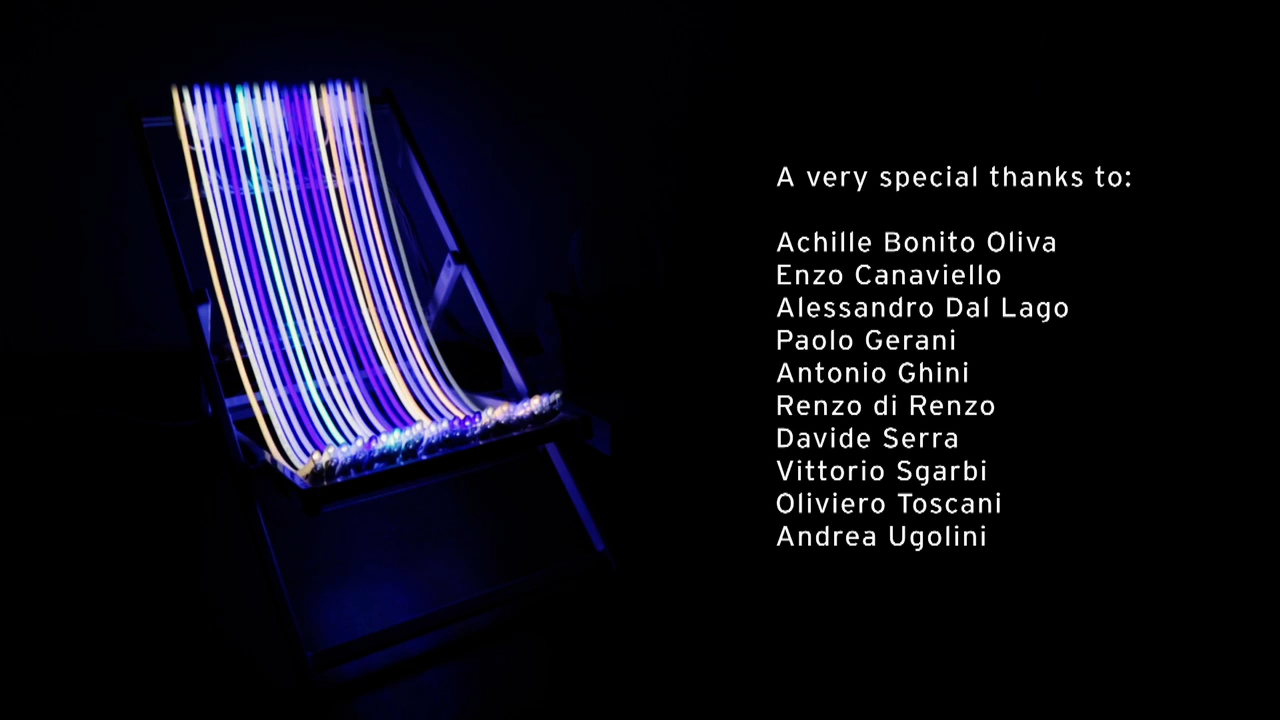 A very special thanks to:
Achille Bonito Oliva
Enzo Canaviello
Alessandro Dal Lago
Paolo Gerani
Antonio Ghini
Renzo di Renzo
Davide Serra
Vittorio Sgarbi
Oliviero Toscani
Andrea Ugolini